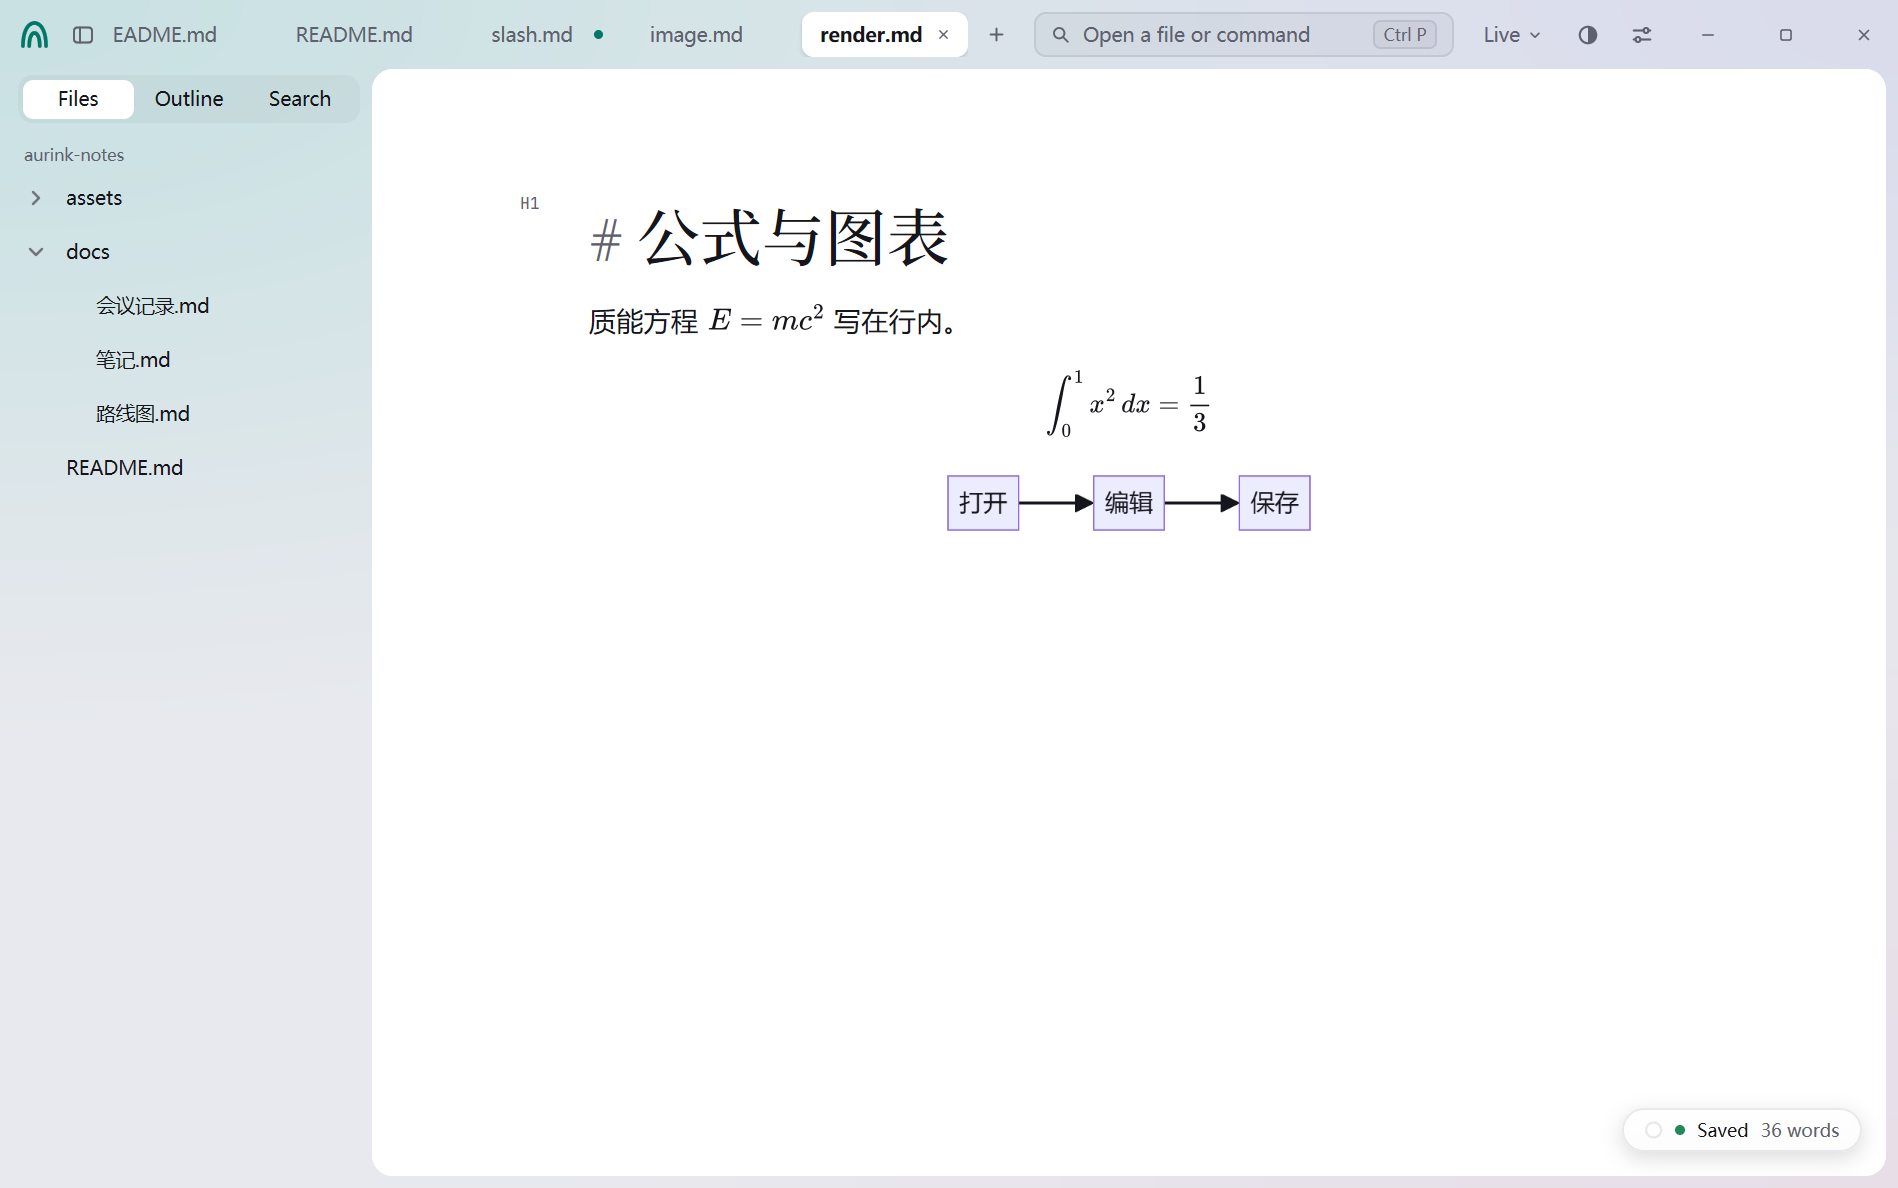 EADME.md
README.md
slash.md
image.md
render.md
Open a file or command
Ctrl P
Live
Files
Outline
Search
aurink-notes
assets
docs
会议记录.md
笔记.md
路线图.md
README.md
H1
# 公式与图表
质能方程 E = mc² 写在行内。
∫₀¹ x² dx = 1/3
打开
编辑
保存
Saved
36 words